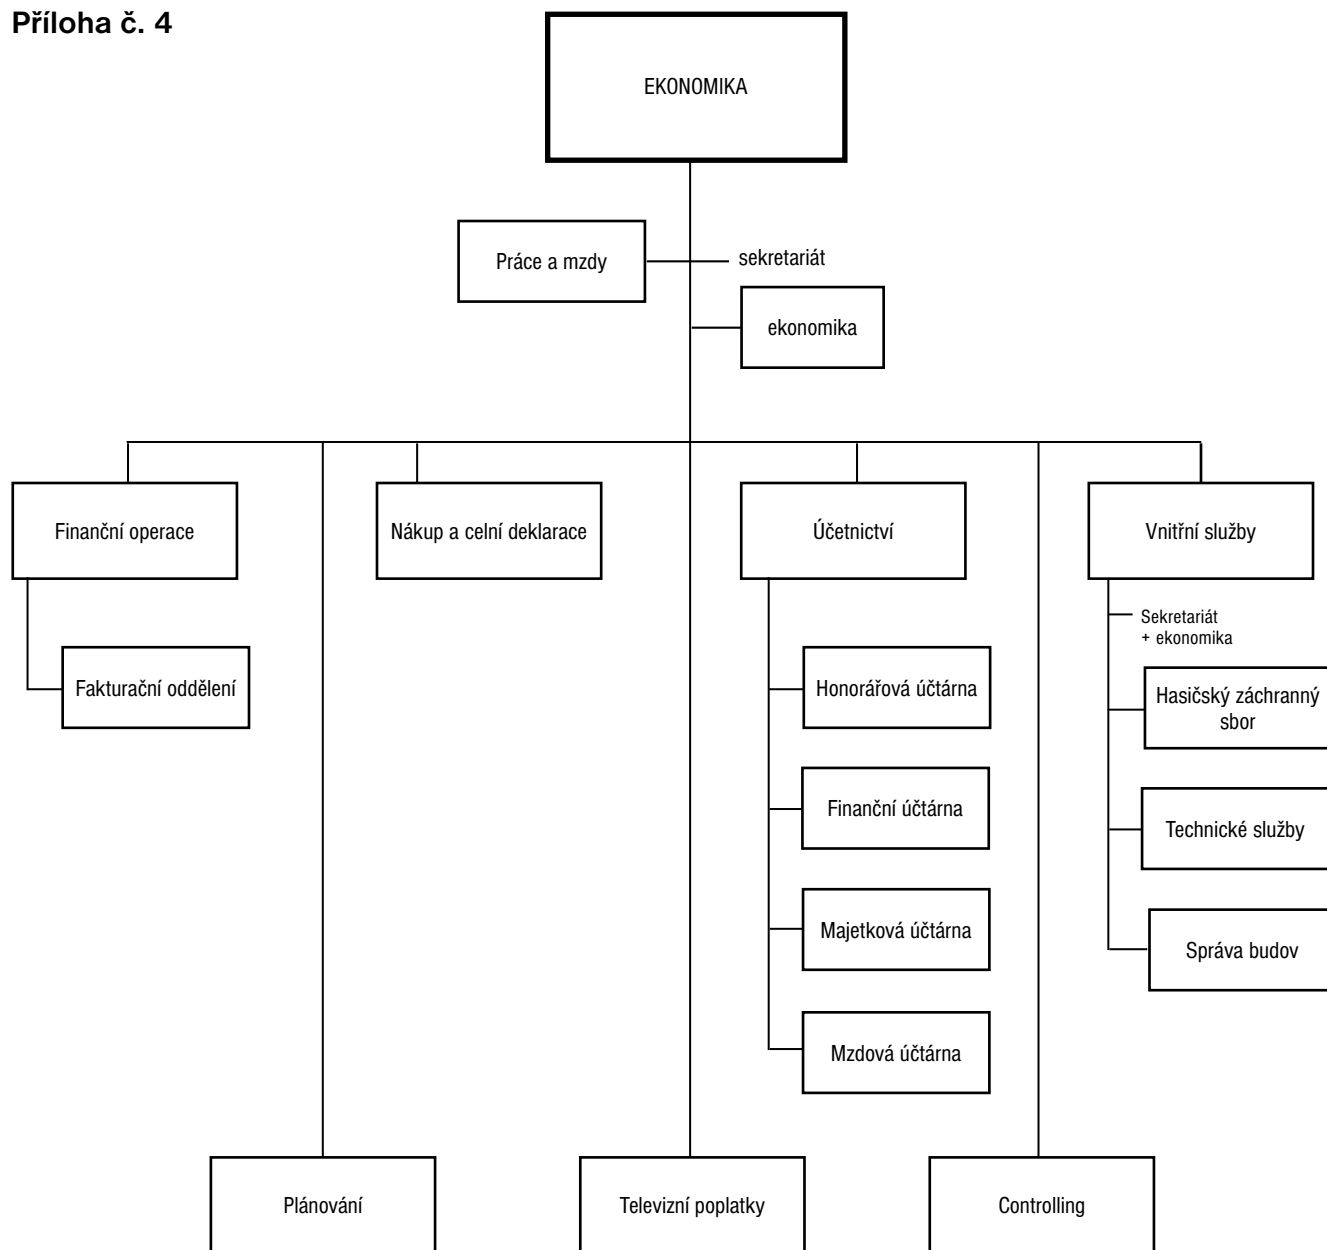 Příloha č. 4
EKONOMIKA
Práce a mzdy
sekretariát
ekonomika
Finanční operace
Nákup a celní deklarace
Účetnictví
Vnitřní služby
Sekretariát
+ ekonomika
Fakturační oddělení
Honorářová účtárna
Hasičský záchranný
sbor
Finanční účtárna
Technické služby
Majetková účtárna
Správa budov
Mzdová účtárna
Plánování
Televizní poplatky
Controlling